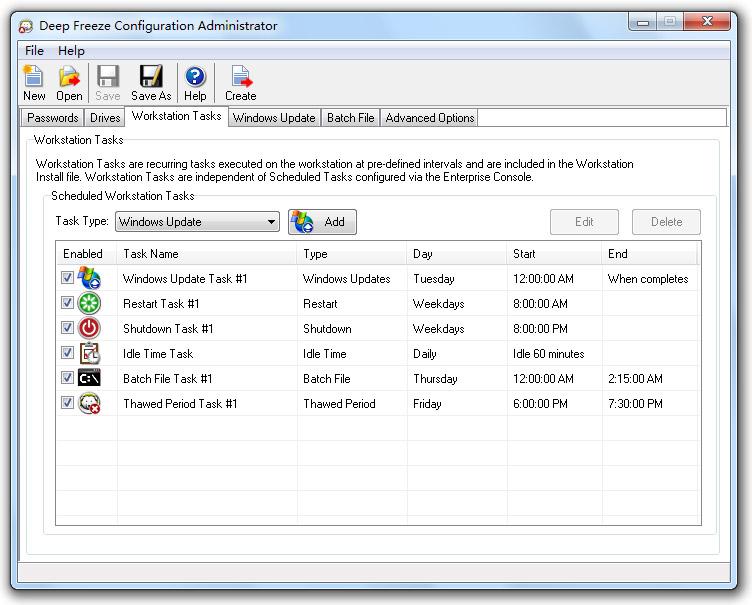 Deep Freeze Configuration Administrator
File Help
New Open Save Save As Help Create
Passwords Drives Workstation Tasks Windows Update Batch File Advanced Options
Workstation Tasks
Workstation Tasks are recurring tasks executed on the workstation at pre-defined intervals and are included in the Workstation
Install file. Workstation Tasks are independent of Scheduled Tasks configured via the Enterprise Console.
Scheduled Workstation Tasks
Task Type: Windows Update Add Edit Delete
Enabled Task Name Type Day Start End
Windows Update Task #1 Windows Updates Tuesday 12:00:00 AM When completes
Restart Task #1 Restart Weekdays 8:00:00 AM
Shutdown Task #1 Shutdown Weekdays 8:00:00 PM
Idle Time Task Idle Time Daily Idle 60 minutes
C:\ Batch File Task #1 Batch File Thursday 12:00:00 AM 2:15:00 AM
Thawed Period Task #1 Thawed Period Friday 6:00:00 PM 7:30:00 PM